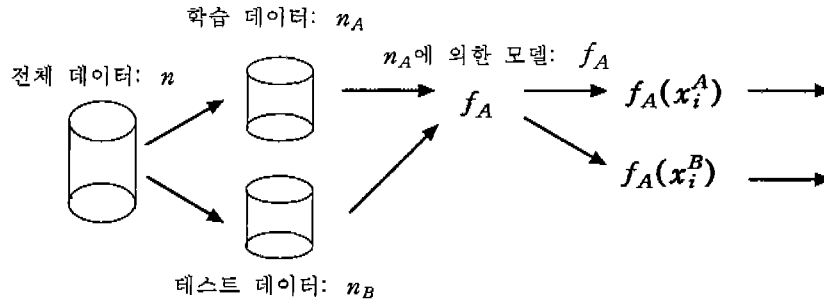 학습 데이터: n_A
n_A에 의한 모델: f_A
전체 데이터: n
f_A
f_A(x_i^A)
f_A(x_i^B)
테스트 데이터: n_B